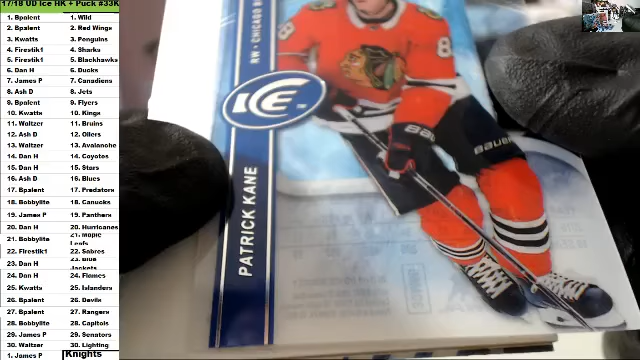 17/18 UD Ice HK + Puck #33K
1. Bpalent 1. Wild
2. Bpalent 2. Red Wings
3. Kwatts 3. Penguins
4. Firestik1 4. Sharks
5. Firestik1 5. Blackhawks
6. Dan H 6. Ducks
7. James P 7. Canadiens
8. Ash D 8. Jets
9. Bpalent 9. Flyers
10. Kwatts 10. Kings
11. Waltzer 11. Bruins
12. Ash D 12. Oilers
13. Waltzer 13. Avalanche
14. Dan H 14. Coyotes
15. Dan H 15. Stars
16. Ash D 16. Blues
17. Bpalent 17. Predators
18. Bobbylite 18. Canucks
19. James P 19. Panthers
20. Dan H 20. Hurricanes
21. Bobbylite 21. Maple Leafs
22. Firestik1 22. Sabres
23. Dan H 23. Blue Jackets
24. Dan H 24. Flames
25. Kwatts 25. Islanders
26. Bpalent 26. Devils
27. Bpalent 27. Rangers
28. Bobbylite 28. Capitols
29. James P 29. Senators
30. Waltzer 30. Lighting
1. James P Knights
RW • CHICAGO
ICE
PATRICK KANE
88
BAUER